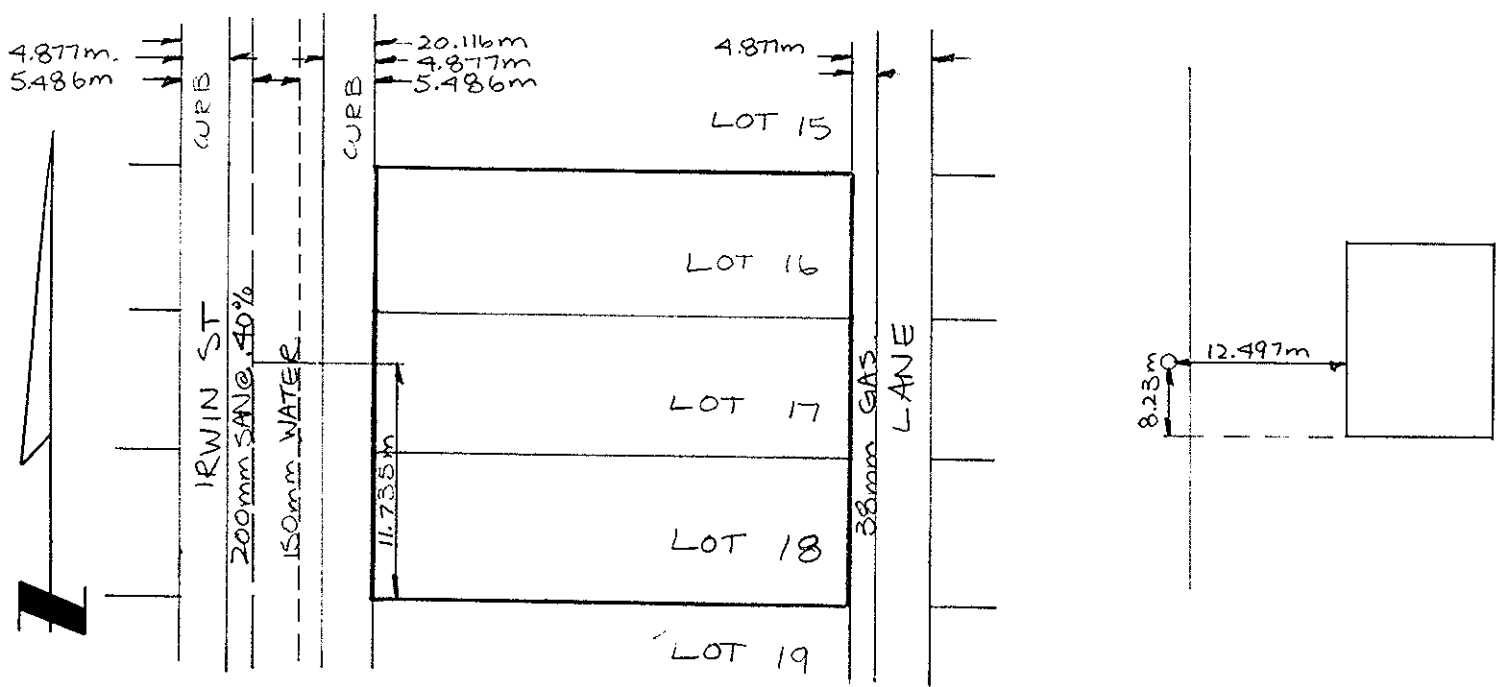 4.877m.
5.486m
20.116m
4.877m
5.486m
4.877m
CURB
CURB
LOT 15
LOT 16
LOT 17
LOT 18
LOT 19
IRWIN ST
200mm SAN@.40%
150mm WATER
11.735m
38mm GAS
LANE
12.497m
8.23m